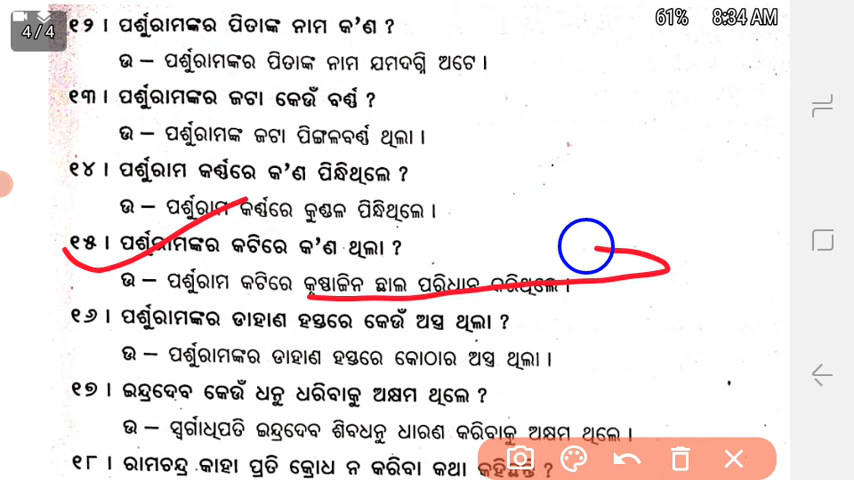 4/4
61% 8:34 AM
୧୨ । ପର୍ଶୁରାମଙ୍କର ପିତାଙ୍କ ନାମ କ'ଣ ?
ଉ – ପର୍ଶୁରାମଙ୍କର ପିତାଙ୍କ ନାମ ଯମଦଗ୍ନି ଅଟେ ।
୧୩ । ପର୍ଶୁରାମଙ୍କର ଜଟା କେଉଁ ବର୍ଣ୍ଣ ?
ଉ – ପର୍ଶୁରାମଙ୍କ ଜଟା ପିଙ୍ଗଳବର୍ଣ୍ଣ ଥିଲା ।
୧୪ । ପର୍ଶୁରାମ କର୍ଣ୍ଣରେ କ'ଣ ପିନ୍ଧିଥିଲେ ?
ଉ – ପର୍ଶୁରାମ କର୍ଣ୍ଣରେ କୁଣ୍ଡଳ ପିନ୍ଧିଥିଲେ ।
୧୫ । ପର୍ଶୁରାମଙ୍କର କଟିରେ କ'ଣ ଥିଲା ?
ଉ – ପର୍ଶୁରାମ କଟିରେ କୃଷ୍ଣାଜିନ ଛାଲ ପରିଧାନ କରିଥିଲେ ।
୧୬ । ପର୍ଶୁରାମଙ୍କର ଡାହାଣ ହସ୍ତରେ କେଉଁ ଅସ୍ତ୍ର ଥିଲା ?
ଉ – ପର୍ଶୁରାମଙ୍କର ଡାହାଣ ହସ୍ତରେ କୋଠାର ଅସ୍ତ୍ର ଥିଲା ।
୧୭ । ଇନ୍ଦ୍ରଦେବ କେଉଁ ଧନୁ ଧରିବାକୁ ଅକ୍ଷମ ଥିଲେ ?
ଉ – ସ୍ୱର୍ଗାଧିପତି ଇନ୍ଦ୍ରଦେବ ଶିବଧନୁ ଧାରଣ କରିବାକୁ ଅକ୍ଷମ ଥିଲେ ।
୧୮ । ରାମଚନ୍ଦ୍ର କାହା ପ୍ରତି କ୍ରୋଧ ନ କରିବା କଥା କହିଛନ୍ତି ?